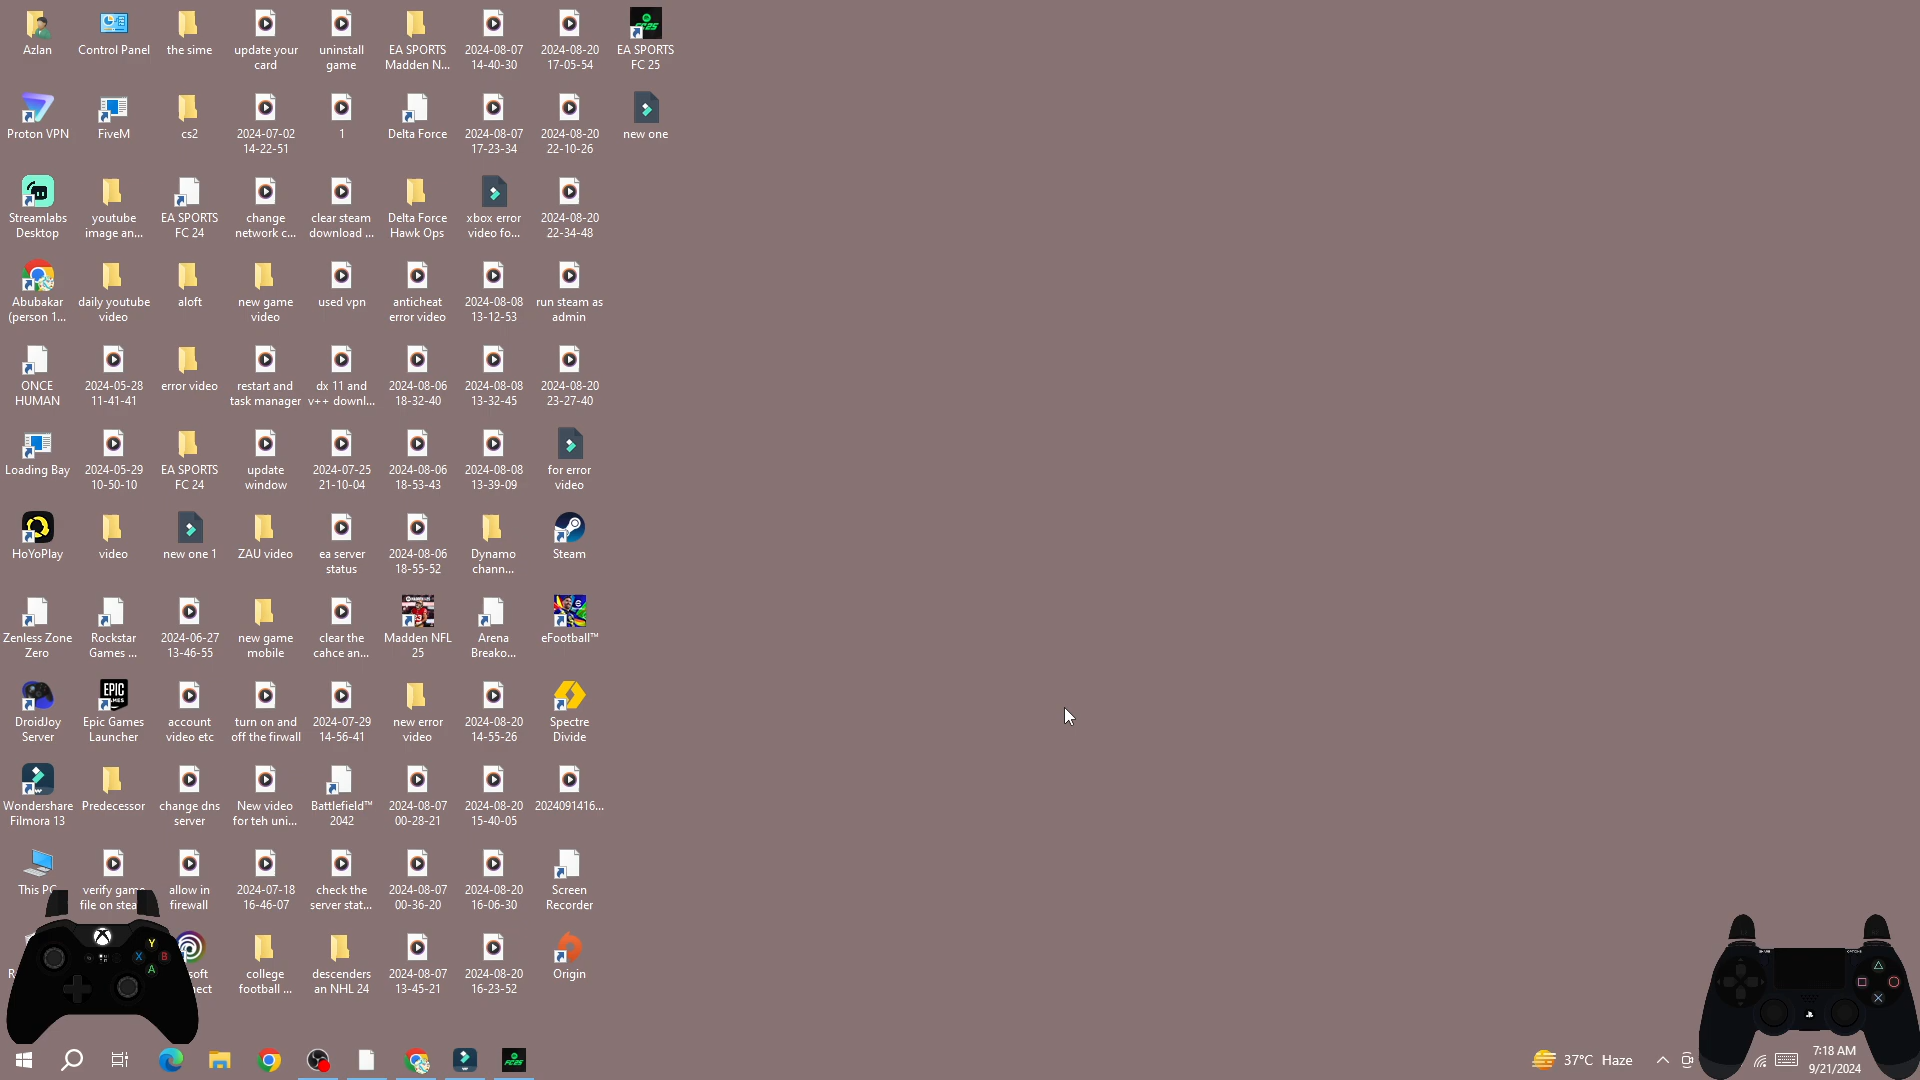 Azlan
Control Panel
the sime
update your
card
uninstall
game
EA SPORTS
Madden N...
2024-08-07
14-40-30
2024-08-20
17-05-54
FC25
EA SPORTS
FC 25
Proton VPN
FiveM
cs2
2024-07-02
14-22-51
1
Delta Force
2024-08-07
17-23-34
2024-08-20
22-10-26
new one
Streamlabs
Desktop
youtube
image an...
EA SPORTS
FC 24
change
network c...
clear steam
download ...
Delta Force
Hawk Ops
xbox error
video fo...
2024-08-20
22-34-48
Abubakar
(person 1...
daily youtube
video
aloft
new game
video
used vpn
anticheat
error video
2024-08-08
13-12-53
run steam as
admin
ONCE
HUMAN
2024-05-28
11-41-41
error video
restart and
task manager
dx 11 and
v++ downl...
2024-08-06
18-32-40
2024-08-08
13-32-45
2024-08-20
23-27-40
Loading Bay
2024-05-29
10-50-10
EA SPORTS
FC 24
update
window
2024-07-25
21-10-04
2024-08-06
18-53-43
2024-08-08
13-39-09
for error
video
HoYoPlay
video
new one 1
ZAU video
ea server
status
2024-08-06
18-55-52
Dynamo
chann...
Steam
Zenless Zone
Zero
Rockstar
Games ...
2024-06-27
13-46-55
new game
mobile
clear the
cahce an...
Madden NFL
25
Arena
Breako...
eFootball™
DroidJoy
Server
EPIC
GAMES
Epic Games
Launcher
account
video etc
turn on and
off the firwall
2024-07-29
14-56-41
new error
video
2024-08-20
14-55-26
Spectre
Divide
Wondershare
Filmora 13
Predecessor
change dns
server
New video
for teh uni...
Battlefield™
2042
2024-08-07
00-28-21
2024-08-20
15-40-05
2024091416...
This PC
verify game
file on stea
allow in
firewall
2024-07-18
16-46-07
check the
server stat...
2024-08-07
00-36-20
2024-08-20
16-06-30
Screen
Recorder
Y
X
B
A
R
soft
nect
college
football ...
descenders
an NHL 24
2024-08-07
13-45-21
2024-08-20
16-23-52
Origin
SHARE
OPTIONS
FC25
37°C Haze
7:18 AM
9/21/2024